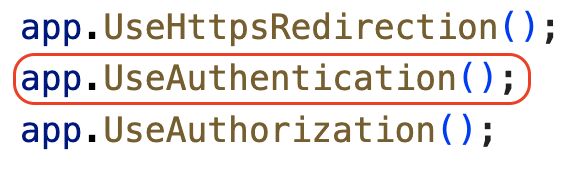 app.UseHttpsRedirection();
app.UseAuthentication();
app.UseAuthorization();